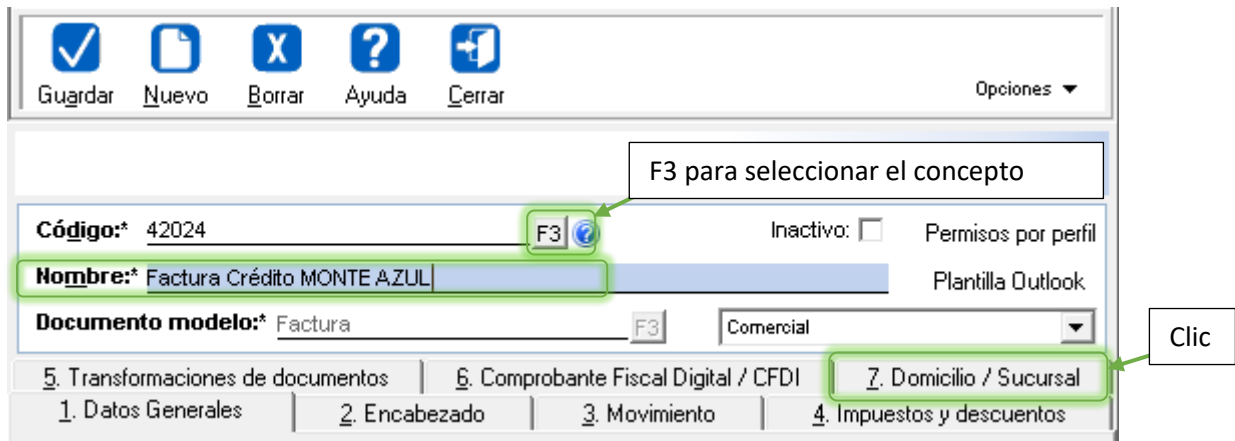 Guardar Nuevo Borrar Ayuda Cerrar Opciones
F3 para seleccionar el concepto
Código:* 42024 F3 ? Inactivo: Permisos por perfil
Nombre:* Factura Crédito MONTE AZUL Plantilla Outlook
Documento modelo:* Factura F3 Comercial
Clic
5. Transformaciones de documentos 6. Comprobante Fiscal Digital / CFDI 7. Domicilio / Sucursal
1. Datos Generales 2. Encabezado 3. Movimiento 4. Impuestos y descuentos